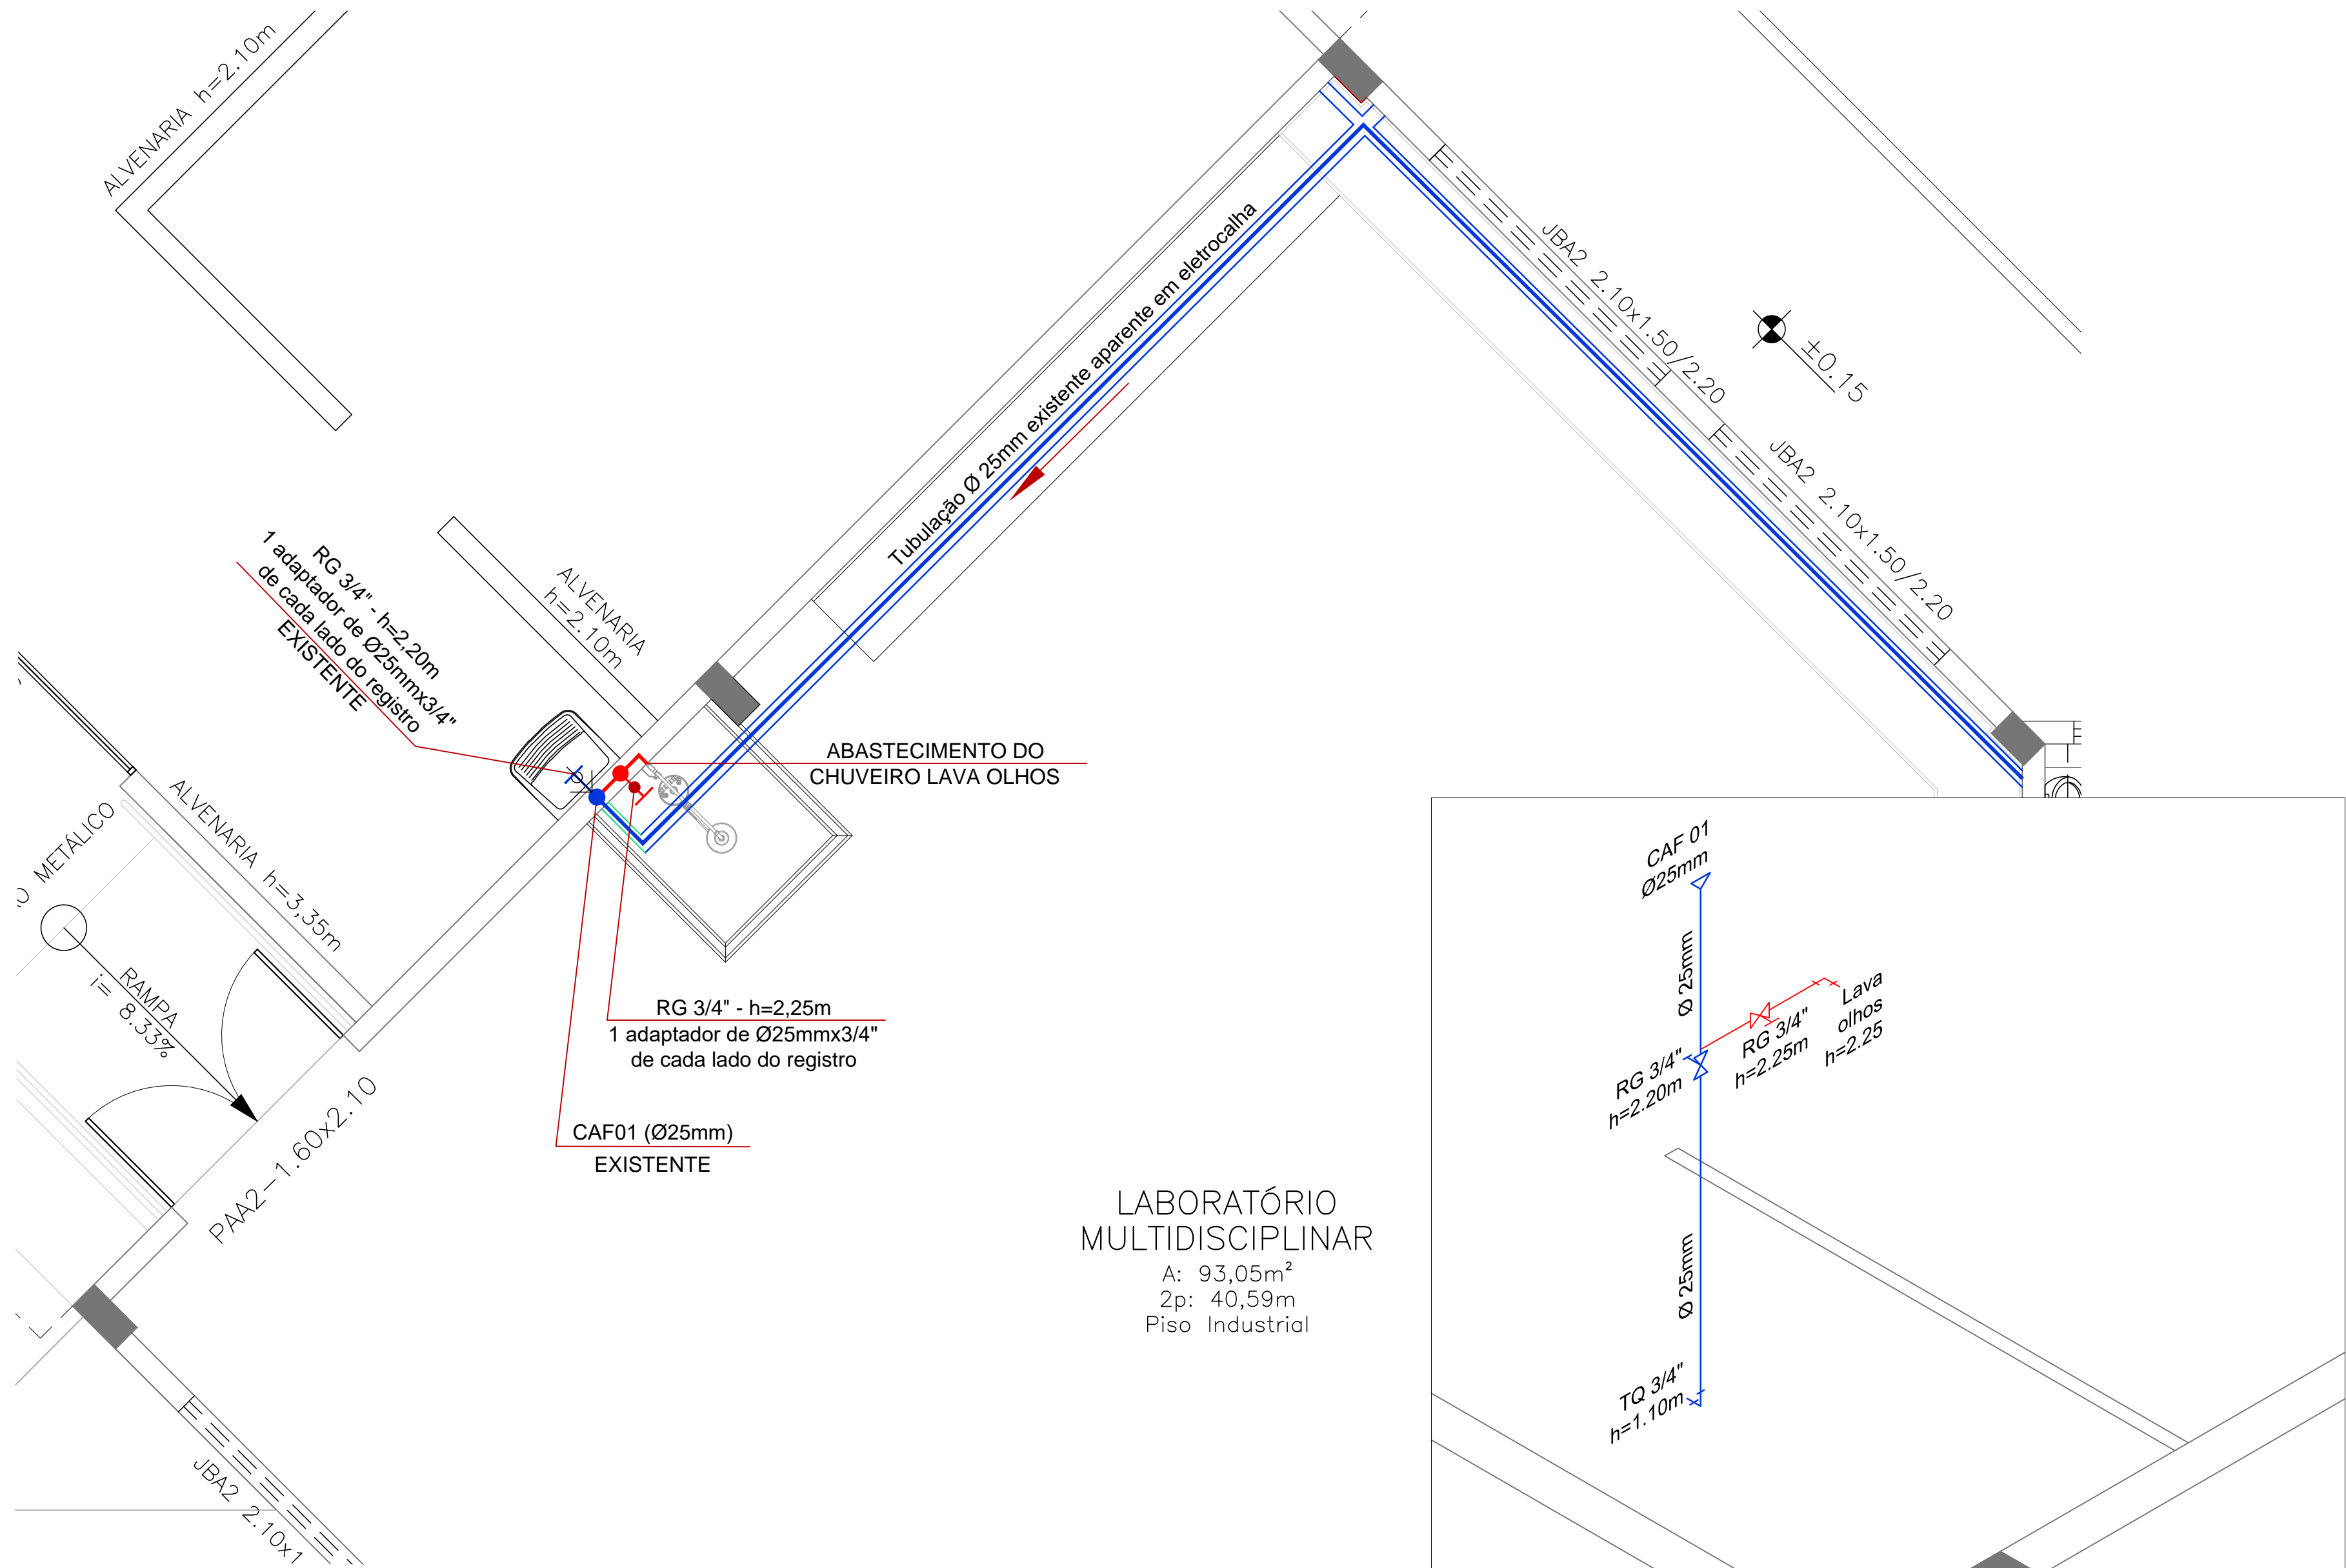 ALVENARIA h=2.10m
Tubulação Ø 25mm existente aparente em eletrocalha
JBA2 2.10x1.50/2.20
±0.15
JBA2 2.10x1.50/2.20
RG 3/4" - h=2,20m
1 adaptador de Ø25mmx3/4"
de cada lado do registro
EXISTENTE
ALVENARIA
h=2.10m
ABASTECIMENTO DO
CHUVEIRO LAVA OLHOS
ALVENARIA h=3,35m
METÁLICO
RAMPA
i= 8.33%
PAA2-1.60x2.10
RG 3/4" - h=2,25m
1 adaptador de Ø25mmx3/4"
de cada lado do registro
CAF01 (Ø25mm)
EXISTENTE
LABORATÓRIO
MULTIDISCIPLINAR
A: 93,05m²
2p: 40,59m
Piso Industrial
JBA2 2.10x1
CAF 01
Ø25mm
Ø 25mm
Lava
olhos
h=2.25
RG 3/4"
h=2.25m
RG 3/4"
h=2.20m
Ø 25mm
TQ 3/4"
h=1.10m